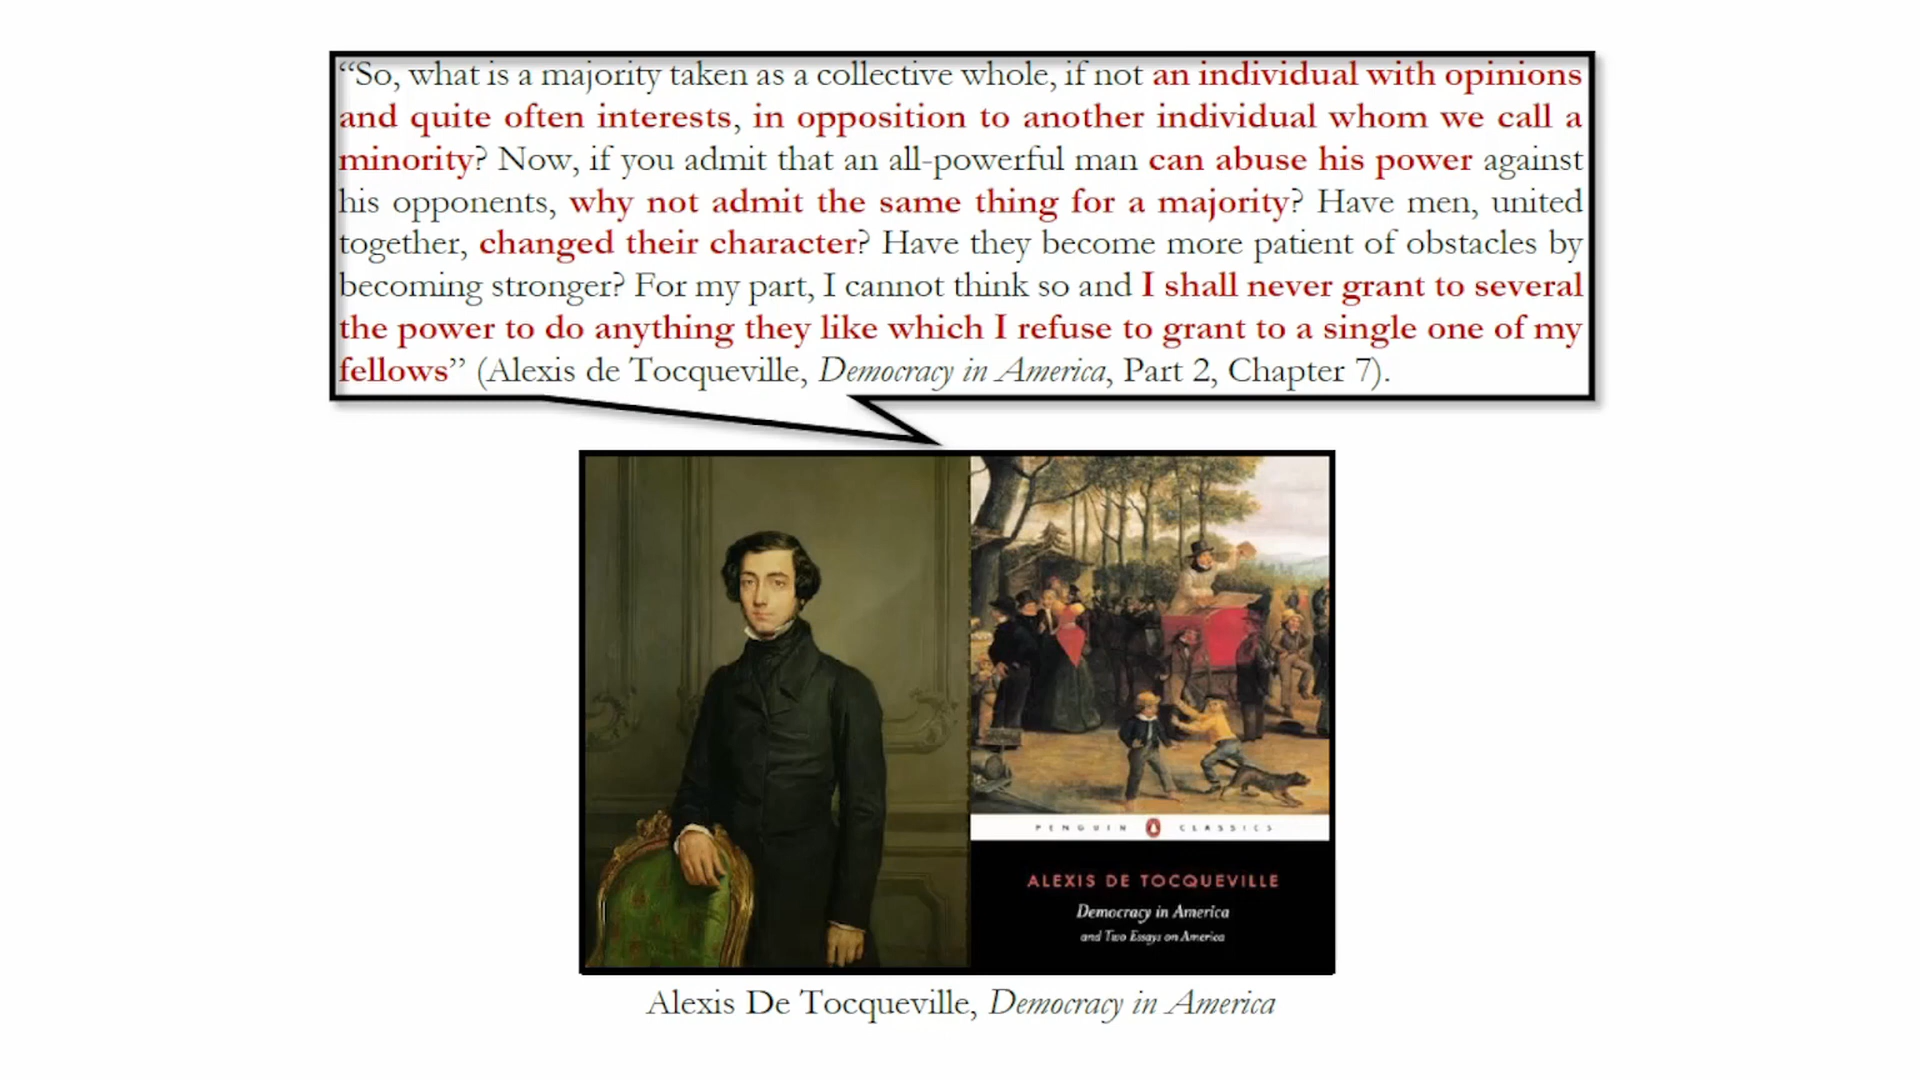 “So, what is a majority taken as a collective whole, if not an individual with opinions
and quite often interests, in opposition to another individual whom we call a
minority? Now, if you admit that an all-powerful man can abuse his power against
his opponents, why not admit the same thing for a majority? Have men, united
together, changed their character? Have they become more patient of obstacles by
becoming stronger? For my part, I cannot think so and I shall never grant to several
the power to do anything they like which I refuse to grant to a single one of my
fellows” (Alexis de Tocqueville, Democracy in America, Part 2, Chapter 7).
PENGUIN CLASSICS
ALEXIS DE TOCQUEVILLE
Democracy in America
and Two Essays on America
Alexis De Tocqueville, Democracy in America